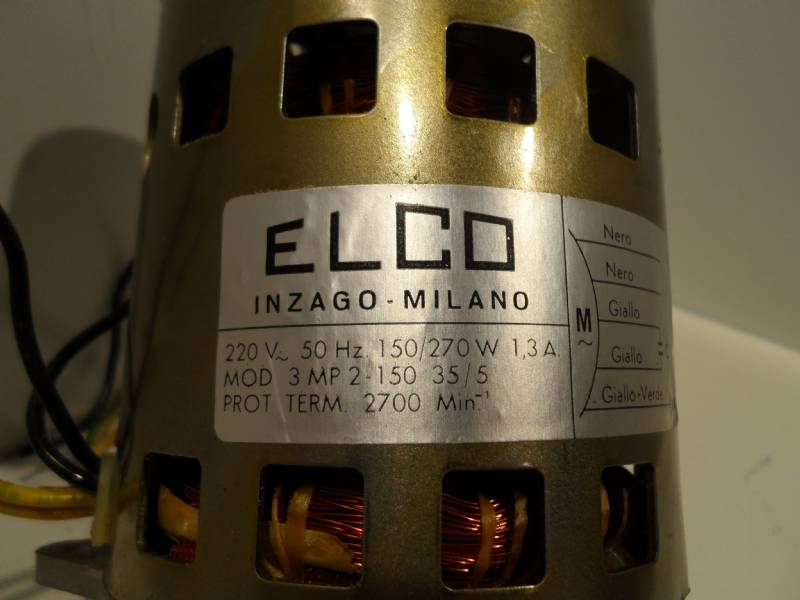 ELCO
INZAGO - MILANO
220 V~ 50 Hz. 150/270 W 1,3 A.
MOD 3 MP 2-150 35/5
PROT TERM. 2700 Min.⁻¹
M
~
Nero
Nero
Giallo
Giallo
Giallo-Verde